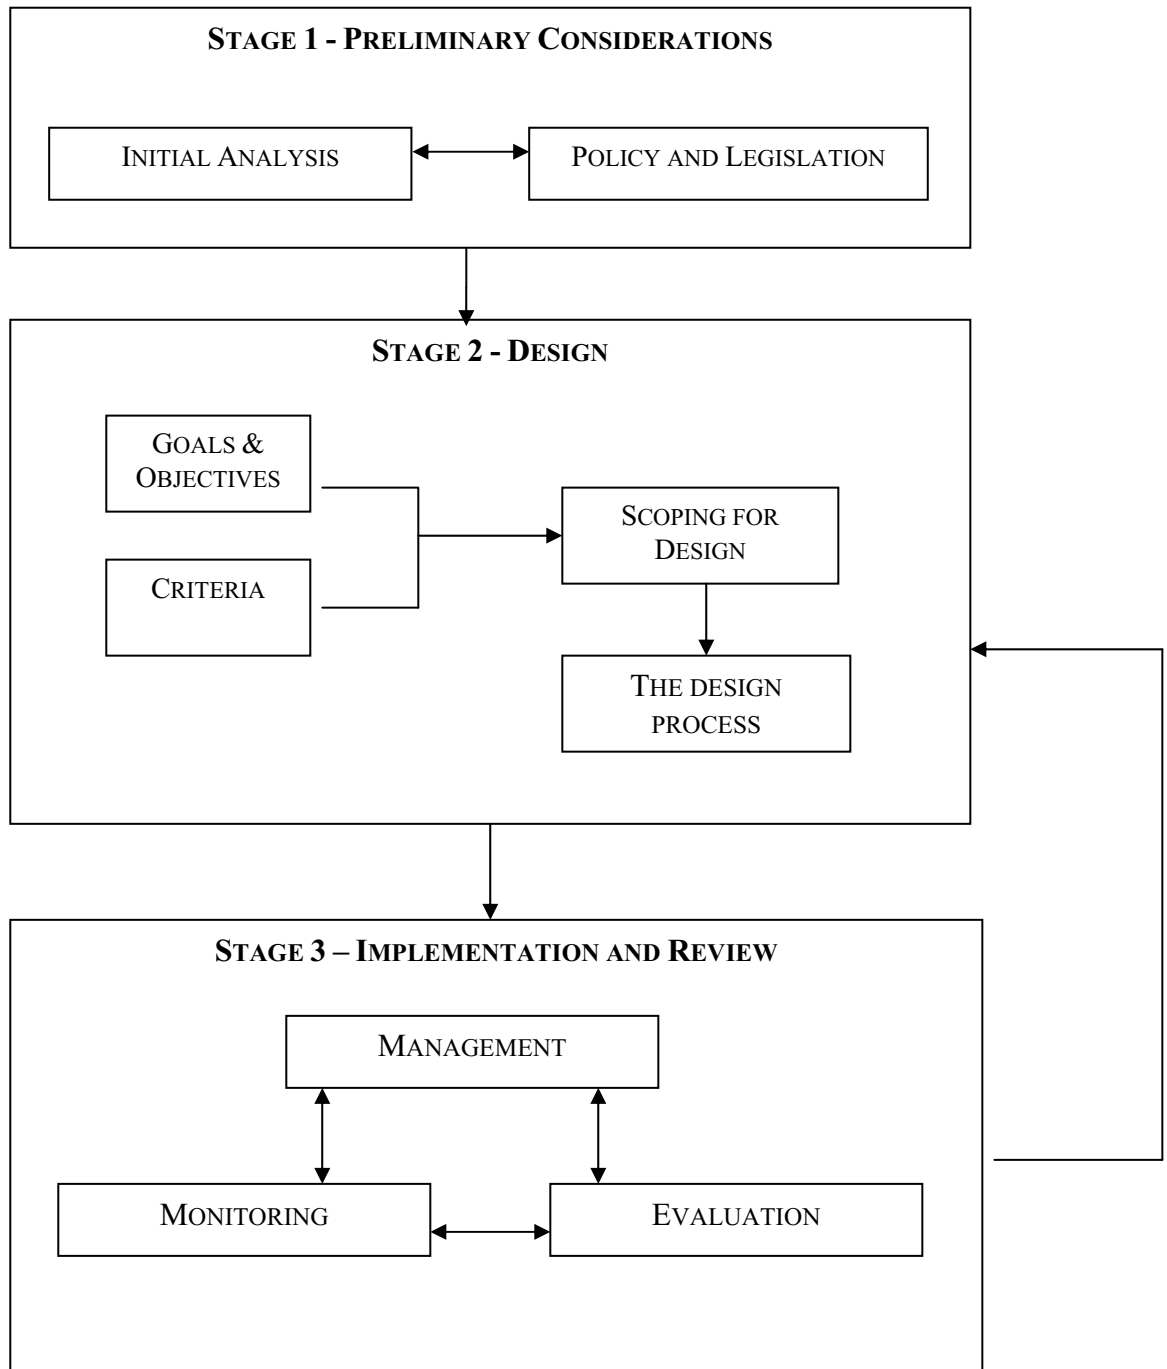 STAGE 1 - PRELIMINARY CONSIDERATIONS
INITIAL ANALYSIS
POLICY AND LEGISLATION
STAGE 2 - DESIGN
GOALS &
OBJECTIVES
SCOPING FOR
DESIGN
CRITERIA
THE DESIGN
PROCESS
STAGE 3 – IMPLEMENTATION AND REVIEW
MANAGEMENT
MONITORING
EVALUATION